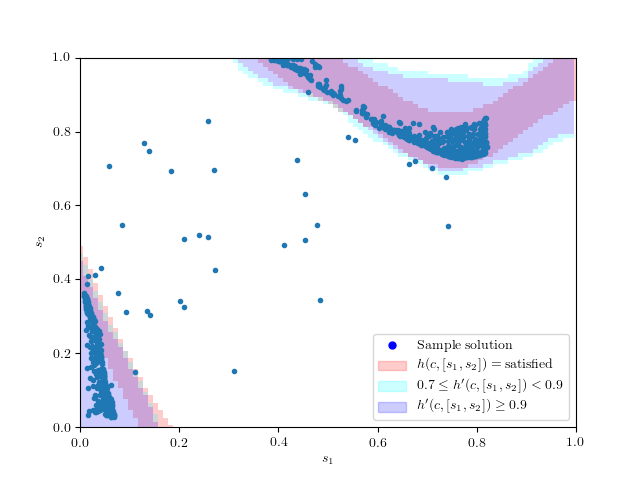 1.0
0.8
0.6
0.4
0.2
0.0
s₂
0.0 0.2 0.4 0.6 0.8 1.0
s₁
Sample solution
h(c, [s₁, s₂]) = satisfied
0.7 ≤ h′(c, [s₁, s₂]) < 0.9
h′(c, [s₁, s₂]) ≥ 0.9